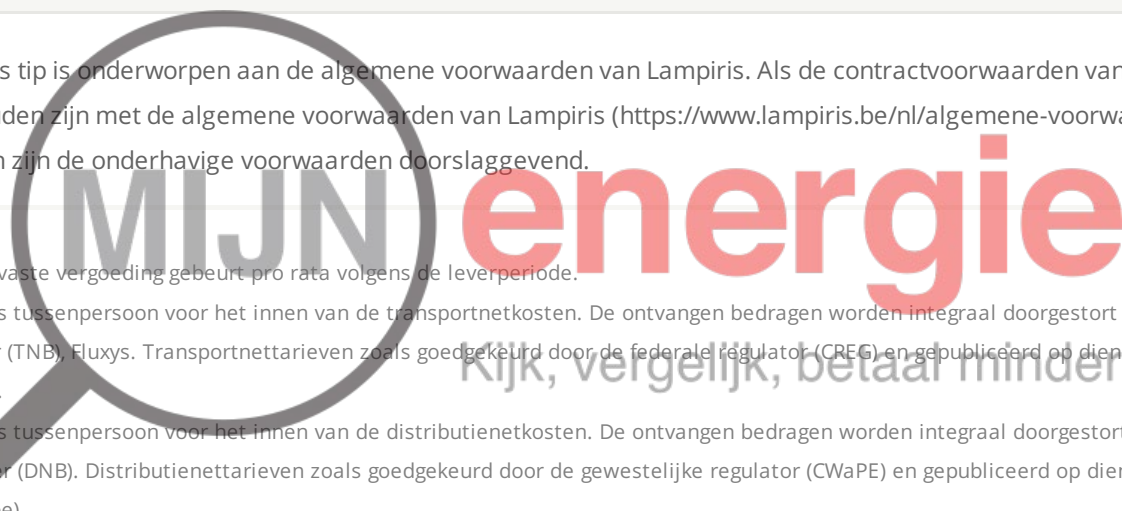 s tip is onderworpen aan de algemene voorwaarden van Lampiris. Als de contractvoorwaarden van
den zijn met de algemene voorwaarden van Lampiris (https://www.lampiris.be/nl/algemene-voorwa
zijn de onderhavige voorwaarden doorslaggevend.
MIJN energie
vaste vergoeding gebeurt pro rata volgens de leverperiode.
s tussenpersoon voor het innen van de transportnetkosten. De ontvangen bedragen worden integraal doorgestort
(TNB), Fluxys. Transportnettarieven zoals goedgekeurd door de federale regulator (CREG) en gepubliceerd op dien
Kijk, vergelijk, betaal minder
s tussenpersoon voor het innen van de distributienetkosten. De ontvangen bedragen worden integraal doorgestort
r (DNB). Distributienettarieven zoals goedgekeurd door de gewestelijke regulator (CWaPE) en gepubliceerd op dien